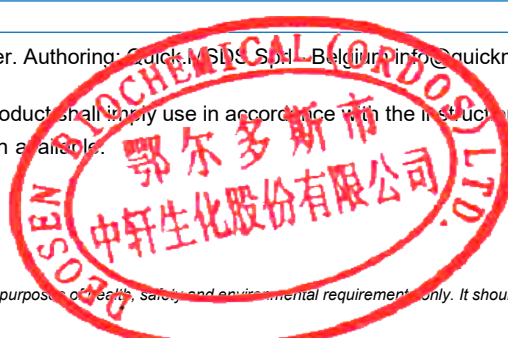 er. Authoring: Quick.MSDS Sprl - Belgium info@quickm
product shall imply use in accordance with the instruction
n available.
DEOSEN BIOCHEMICAL (ORDOS) LTD.
鄂尔多斯市
中轩生化股份有限公司
purposes of health, safety and environmental requirements only. It shou